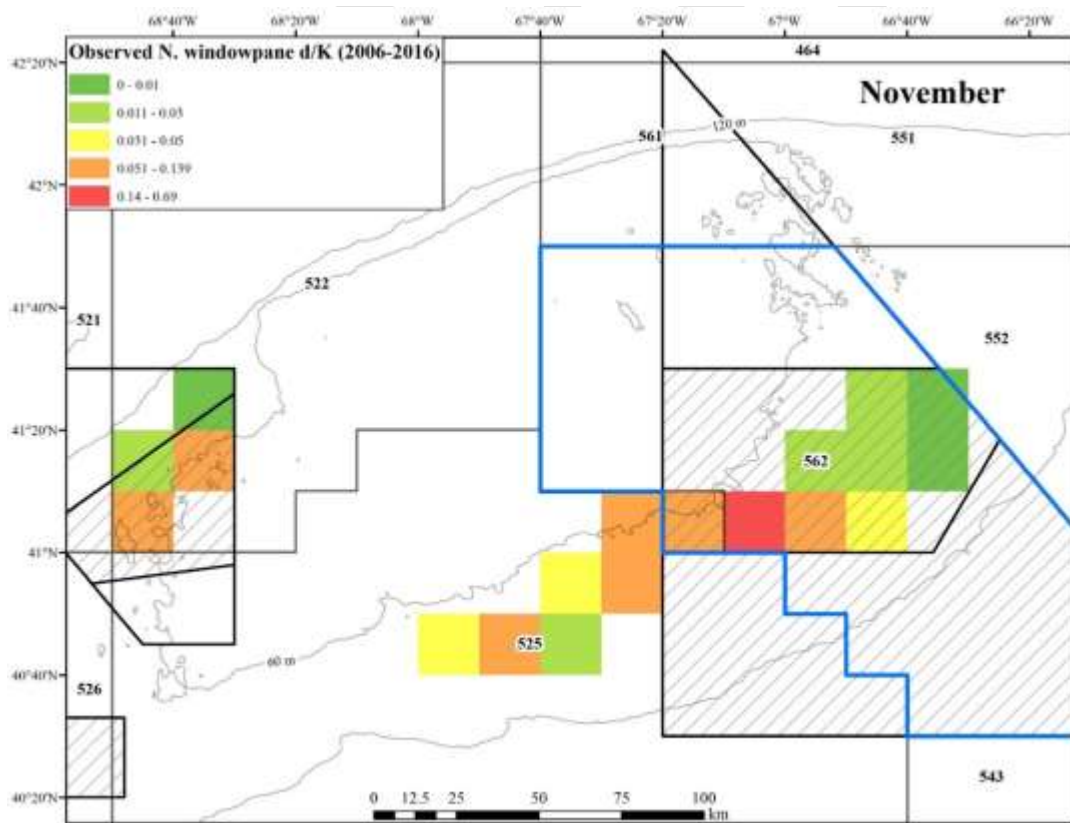 68°40'W 68°20'W 67°40'W 67°20'W 67°0'W 66°40'W 66°20'W
Observed N. windowpane d/K (2006-2016)
0 - 0.01
0.011 - 0.03
0.031 - 0.05
0.051 - 0.139
0.14 - 0.69
November
464
42°20'N
120 m
561
551
42°N
522
41°40'N
521
552
41°20'N
562
41°N
525
60 m
40°40'N
526
543
40°20'N
0 12.5 25 50 75 100
km